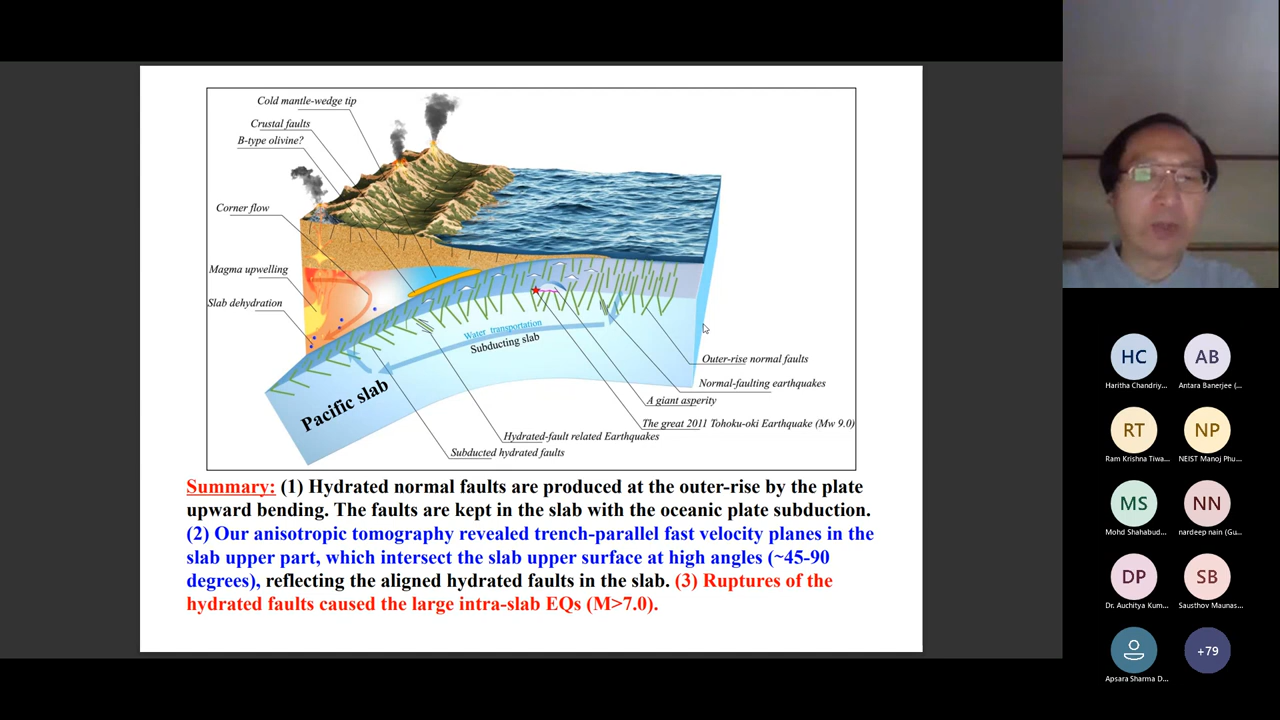 Cold mantle-wedge tip
Crustal faults
B-type olivine?
Corner flow
Magma upwelling
Slab dehydration
Water transportation
Subducting slab
Pacific slab
Outer-rise normal faults
Normal-faulting earthquakes
A giant asperity
The great 2011 Tohoku-oki Earthquake (Mw 9.0)
Hydrated-fault related Earthquakes
Subducted hydrated faults
Summary: (1) Hydrated normal faults are produced at the outer-rise by the plate
upward bending. The faults are kept in the slab with the oceanic plate subduction.
(2) Our anisotropic tomography revealed trench-parallel fast velocity planes in the
slab upper part, which intersect the slab upper surface at high angles (~45-90
degrees), reflecting the aligned hydrated faults in the slab. (3) Ruptures of the
hydrated faults caused the large intra-slab EQs (M>7.0).
HC AB
Haritha Chandriy... Antara Banerjee (...
RT NP
Ram Krishna Tiwa... NEIST Manoj Phu...
MS NN
Mohd Shahabud... nardeep nain (Gu...
DP SB
Dr. Auchitya Kum... Sausthov Maunas...
+79
Apsara Sharma D...